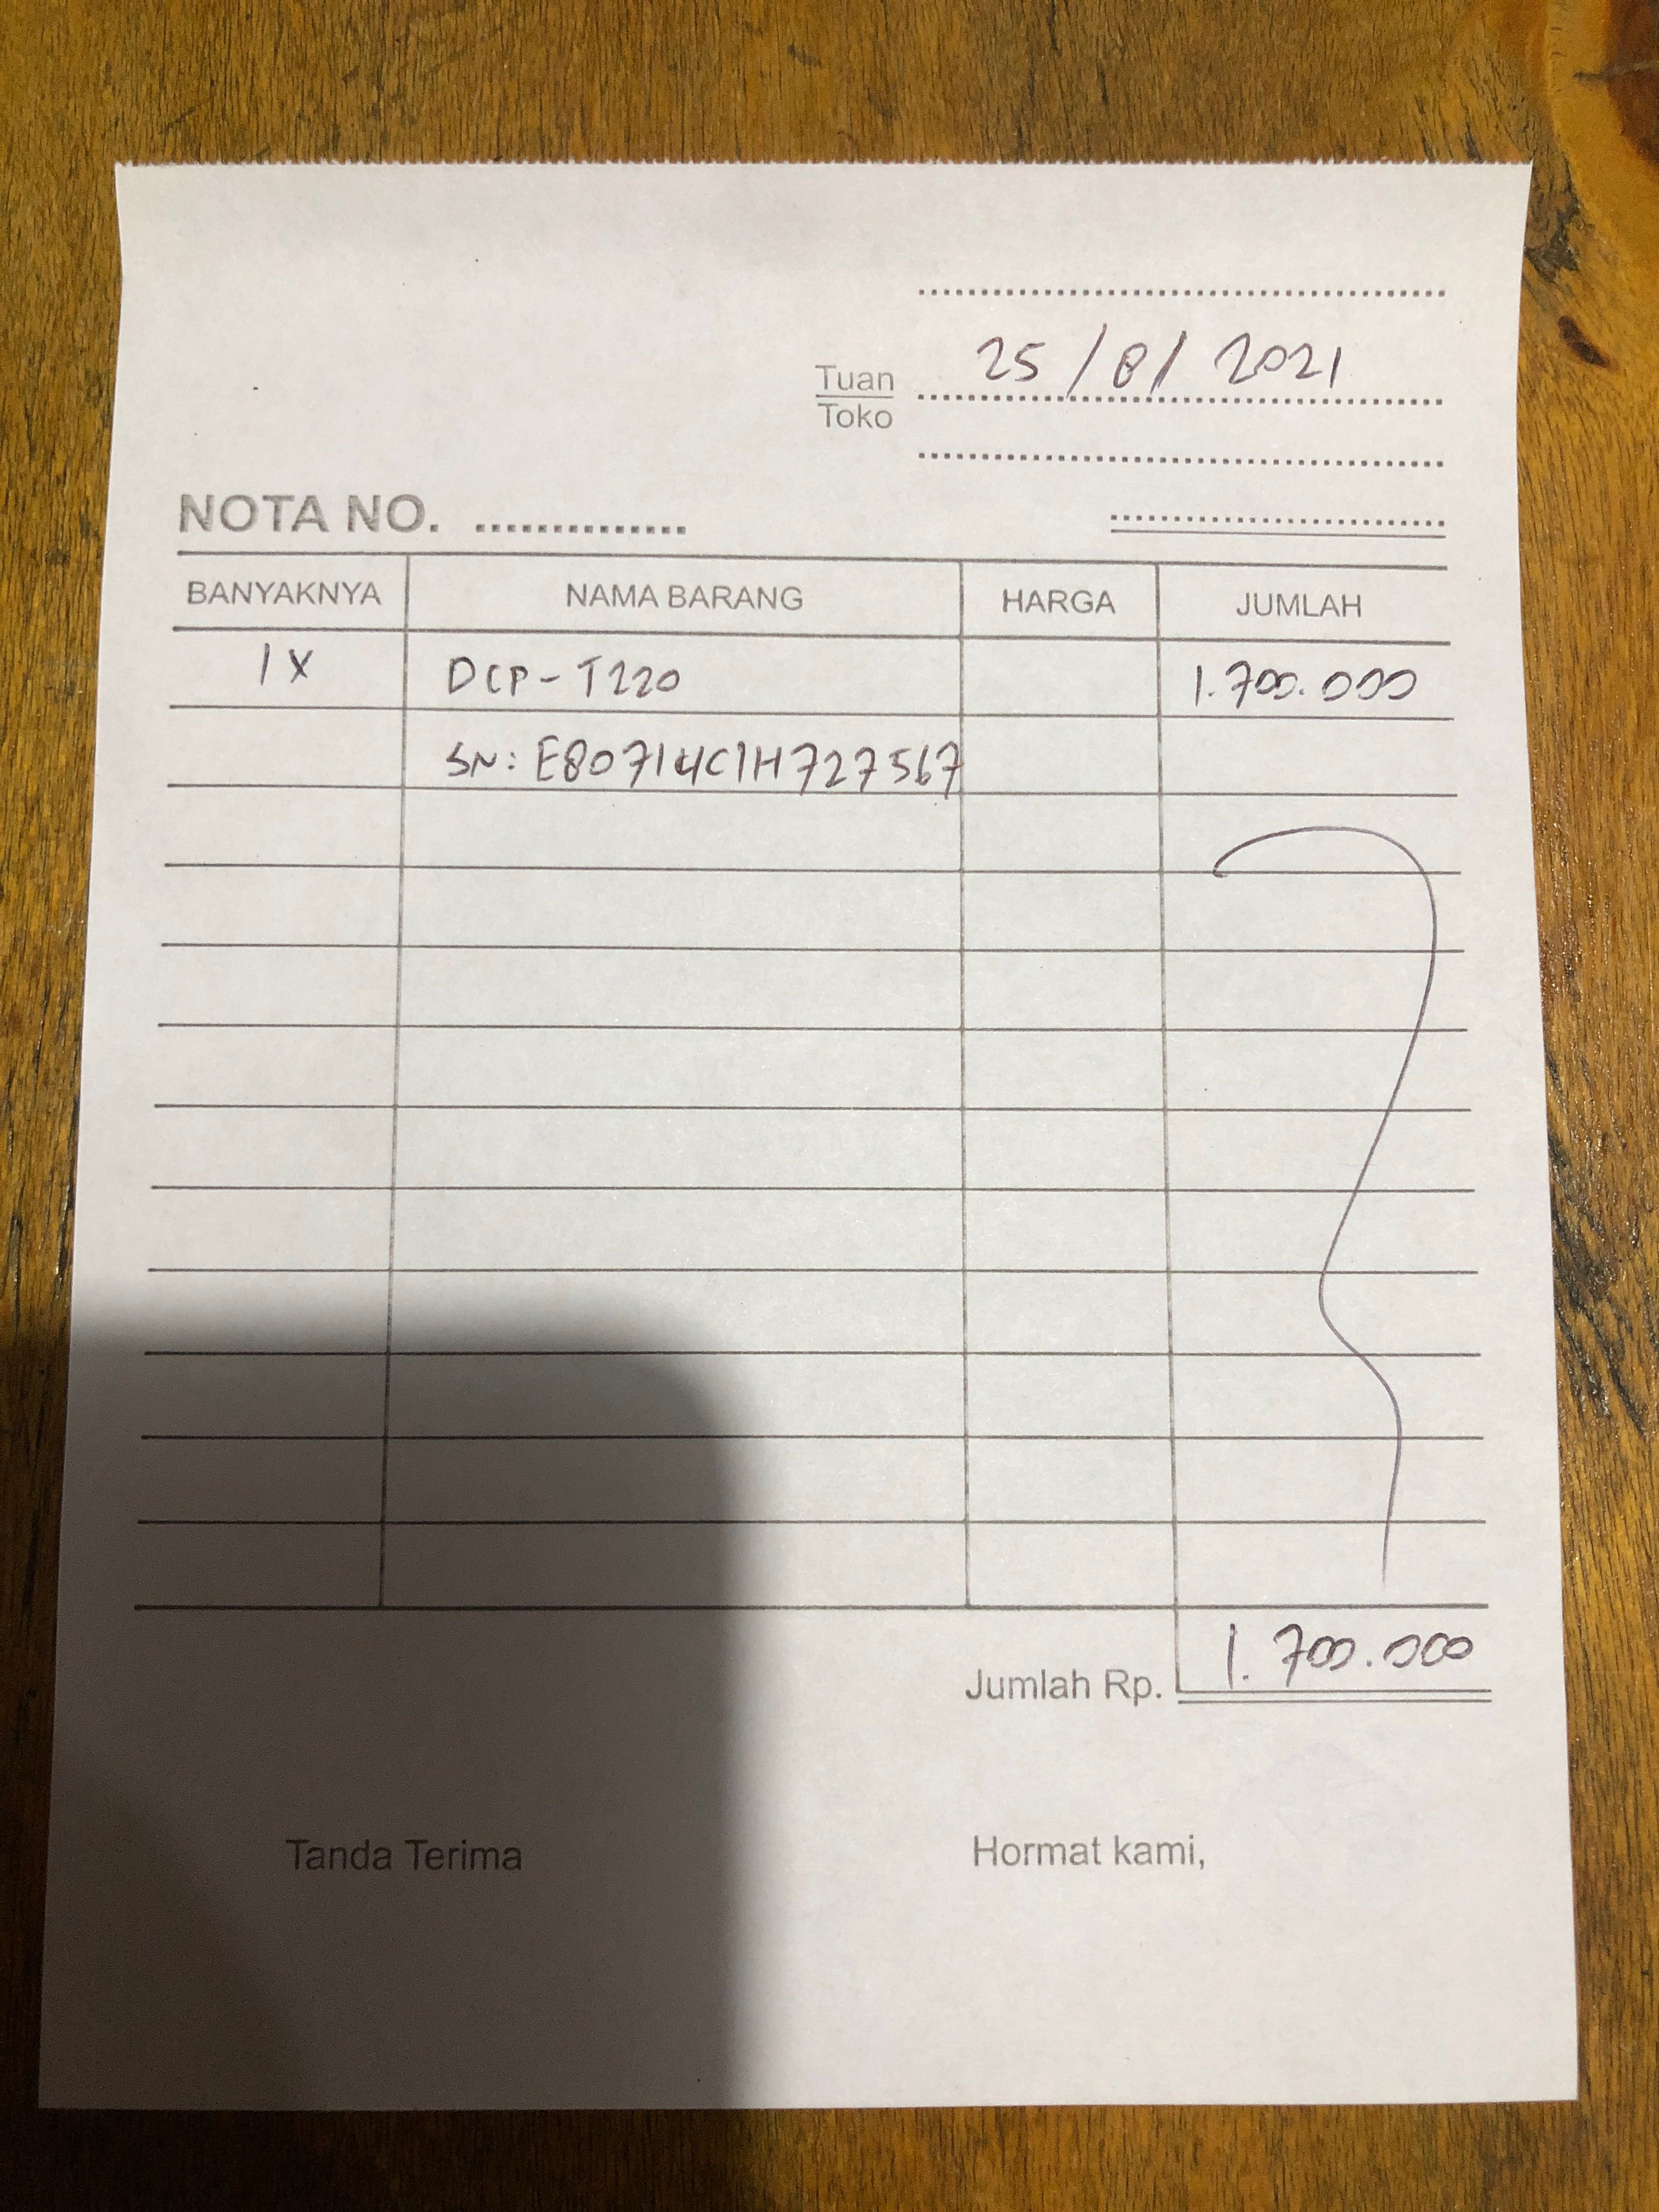 25/8/2021
Tuan
Toko
NOTA NO. ..............
BANYAKNYA NAMA BARANG HARGA JUMLAH
1X DCP-T220 1.700.000
SN: E80714C1H727567
Jumlah Rp. 1.700.000
Tanda Terima Hormat kami,